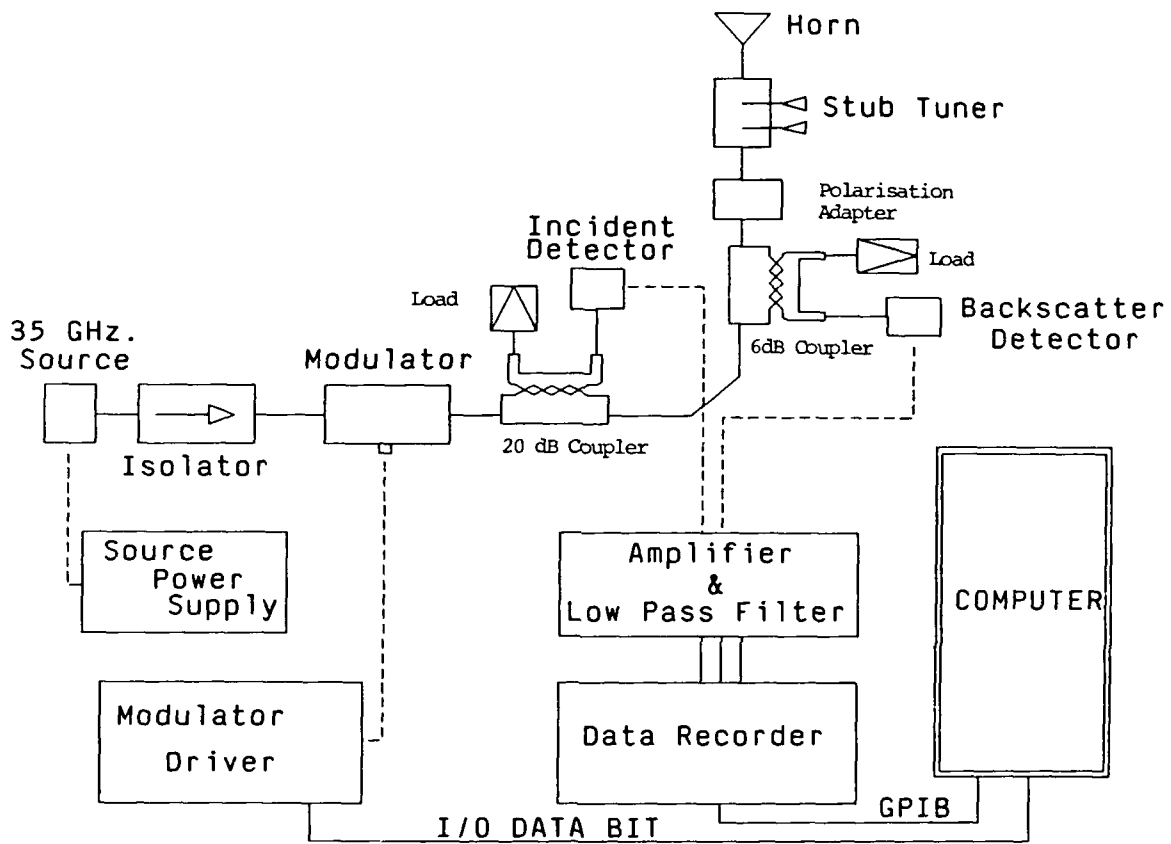 Horn
Stub Tuner
Polarisation
Adapter
Incident
Detector
Load
Load
35 GHz.
Source
Modulator
6dB Coupler
Backscatter
Detector
Isolator
20 dB Coupler
Source
Power
Supply
Amplifier
&
Low Pass Filter
COMPUTER
Modulator
Driver
Data Recorder
GPIB
I/O DATA BIT